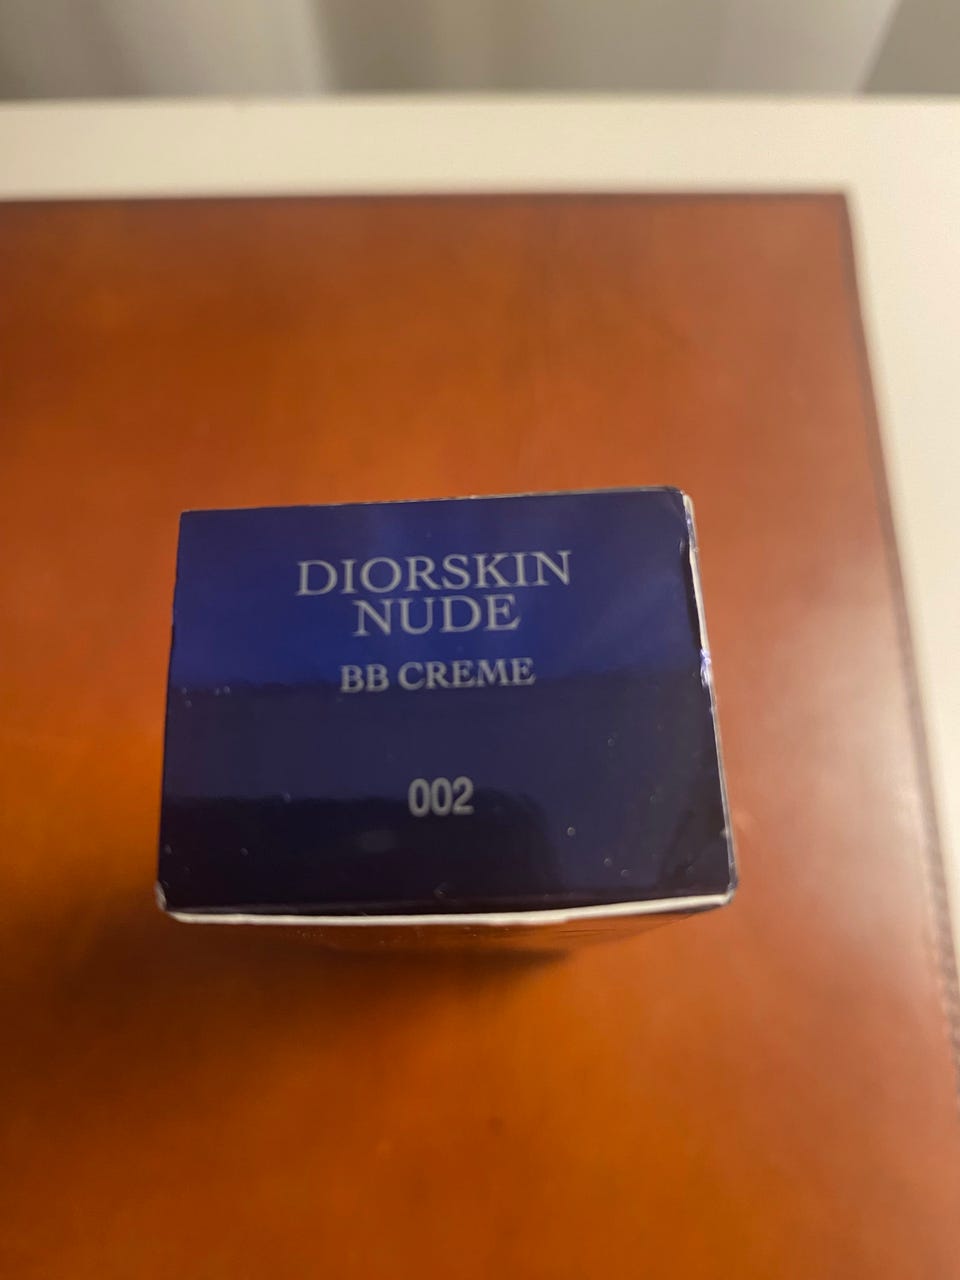 DIORSKIN
NUDE
BB CREME
002